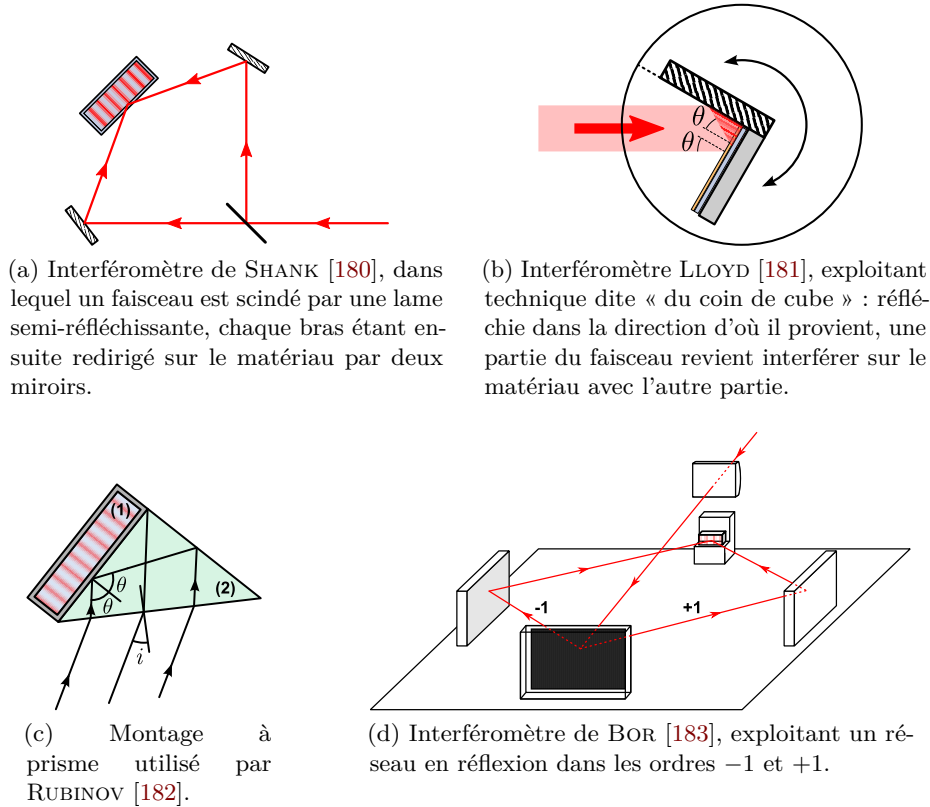 θ
θ
(a) Interféromètre de SHANK [180], dans
lequel un faisceau est scindé par une lame
semi-réfléchissante, chaque bras étant en-
suite redirigé sur le matériau par deux
miroirs.
(b) Interféromètre LLOYD [181], exploitant
technique dite « du coin de cube » : réflé-
chie dans la direction d'où il provient, une
partie du faisceau revient interférer sur le
matériau avec l'autre partie.
(1)
θ
θ
(2)
i
-1
+1
(c) Montage à
prisme utilisé par
RUBINOV [182].
(d) Interféromètre de BOR [183], exploitant un ré-
seau en réflexion dans les ordres −1 et +1.